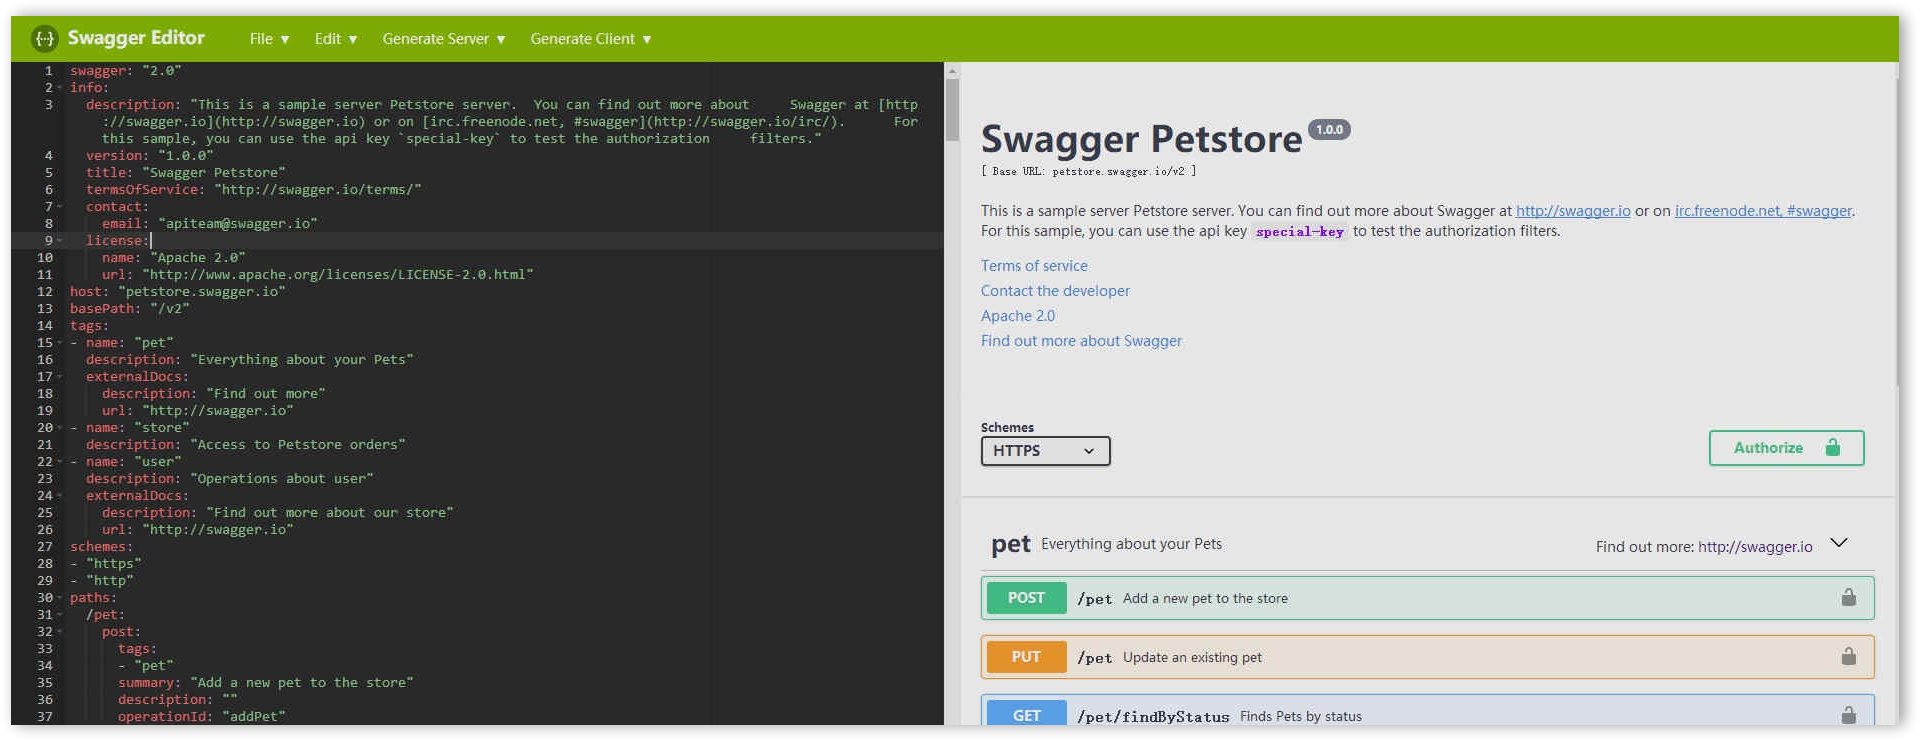 Swagger Editor File ▼ Edit ▼ Generate Server ▼ Generate Client ▼
1 swagger: "2.0"
2 info:
3 description: "This is a sample server Petstore server.  You can find out more about     Swagger at [http
://swagger.io](http://swagger.io) or on [irc.freenode.net, #swagger](http://swagger.io/irc/).      For
this sample, you can use the api key `special-key` to test the authorization     filters."
4 version: "1.0.0"
5 title: "Swagger Petstore"
6 termsOfService: "http://swagger.io/terms/"
7 contact:
8 email: "apiteam@swagger.io"
9 license:
10 name: "Apache 2.0"
11 url: "http://www.apache.org/licenses/LICENSE-2.0.html"
12 host: "petstore.swagger.io"
13 basePath: "/v2"
14 tags:
15 - name: "pet"
16 description: "Everything about your Pets"
17 externalDocs:
18 description: "Find out more"
19 url: "http://swagger.io"
20 - name: "store"
21 description: "Access to Petstore orders"
22 - name: "user"
23 description: "Operations about user"
24 externalDocs:
25 description: "Find out more about our store"
26 url: "http://swagger.io"
27 schemes:
28 - "https"
29 - "http"
30 paths:
31 /pet:
32 post:
33 tags:
34 - "pet"
35 summary: "Add a new pet to the store"
36 description: ""
37 operationId: "addPet"
Swagger Petstore 1.0.0
[ Base URL: petstore.swagger.io/v2 ]
This is a sample server Petstore server. You can find out more about Swagger at http://swagger.io or on irc.freenode.net, #swagger.
For this sample, you can use the api key special-key to test the authorization filters.
Terms of service
Contact the developer
Apache 2.0
Find out more about Swagger
Schemes
HTTPS
Authorize
pet Everything about your Pets Find out more: http://swagger.io
POST /pet Add a new pet to the store
PUT /pet Update an existing pet
GET /pet/findByStatus Finds Pets by status